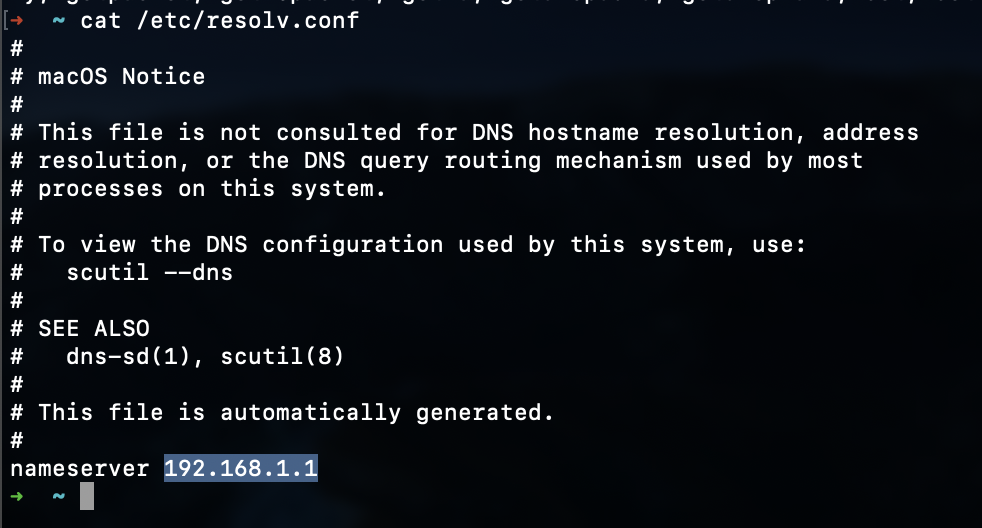 [➜ ~ cat /etc/resolv.conf
#
# macOS Notice
#
# This file is not consulted for DNS hostname resolution, address
# resolution, or the DNS query routing mechanism used by most
# processes on this system.
#
# To view the DNS configuration used by this system, use:
#   scutil --dns
#
# SEE ALSO
#   dns-sd(1), scutil(8)
#
# This file is automatically generated.
#
nameserver 192.168.1.1
➜ ~